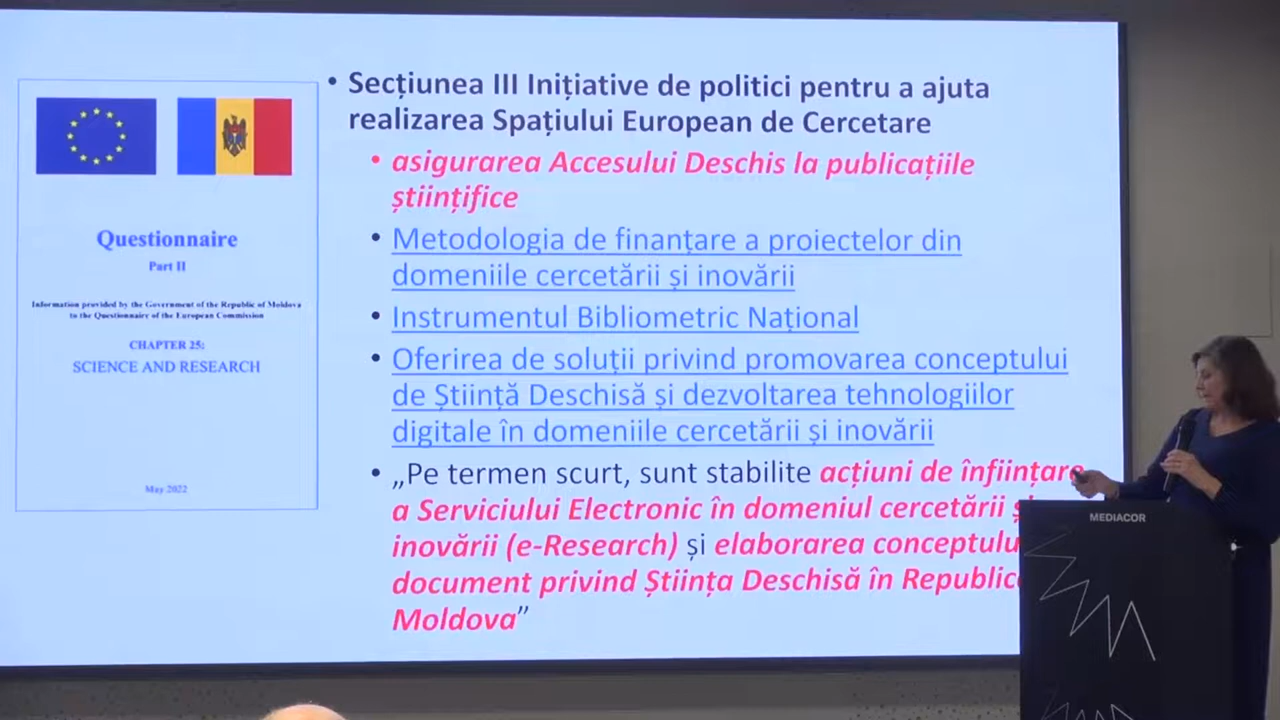 Questionnaire
Part II
Information provided by the Government of the Republic of Moldova
to the Questionnaire of the European Commission
CHAPTER 25:
SCIENCE AND RESEARCH
May 2022
• Secțiunea III Inițiative de politici pentru a ajuta
realizarea Spațiului European de Cercetare
• asigurarea Accesului Deschis la publicațiile
științifice
• Metodologia de finanțare a proiectelor din
domeniile cercetării și inovării
• Instrumentul Bibliometric Național
• Oferirea de soluții privind promovarea conceptului
de Știință Deschisă și dezvoltarea tehnologiilor
digitale în domeniile cercetării și inovării
• „Pe termen scurt, sunt stabilite acțiuni de înființare
a Serviciului Electronic în domeniul cercetării
inovării (e-Research) și elaborarea
document privind Știința Deschisă în
Moldova”
MEDIACOR